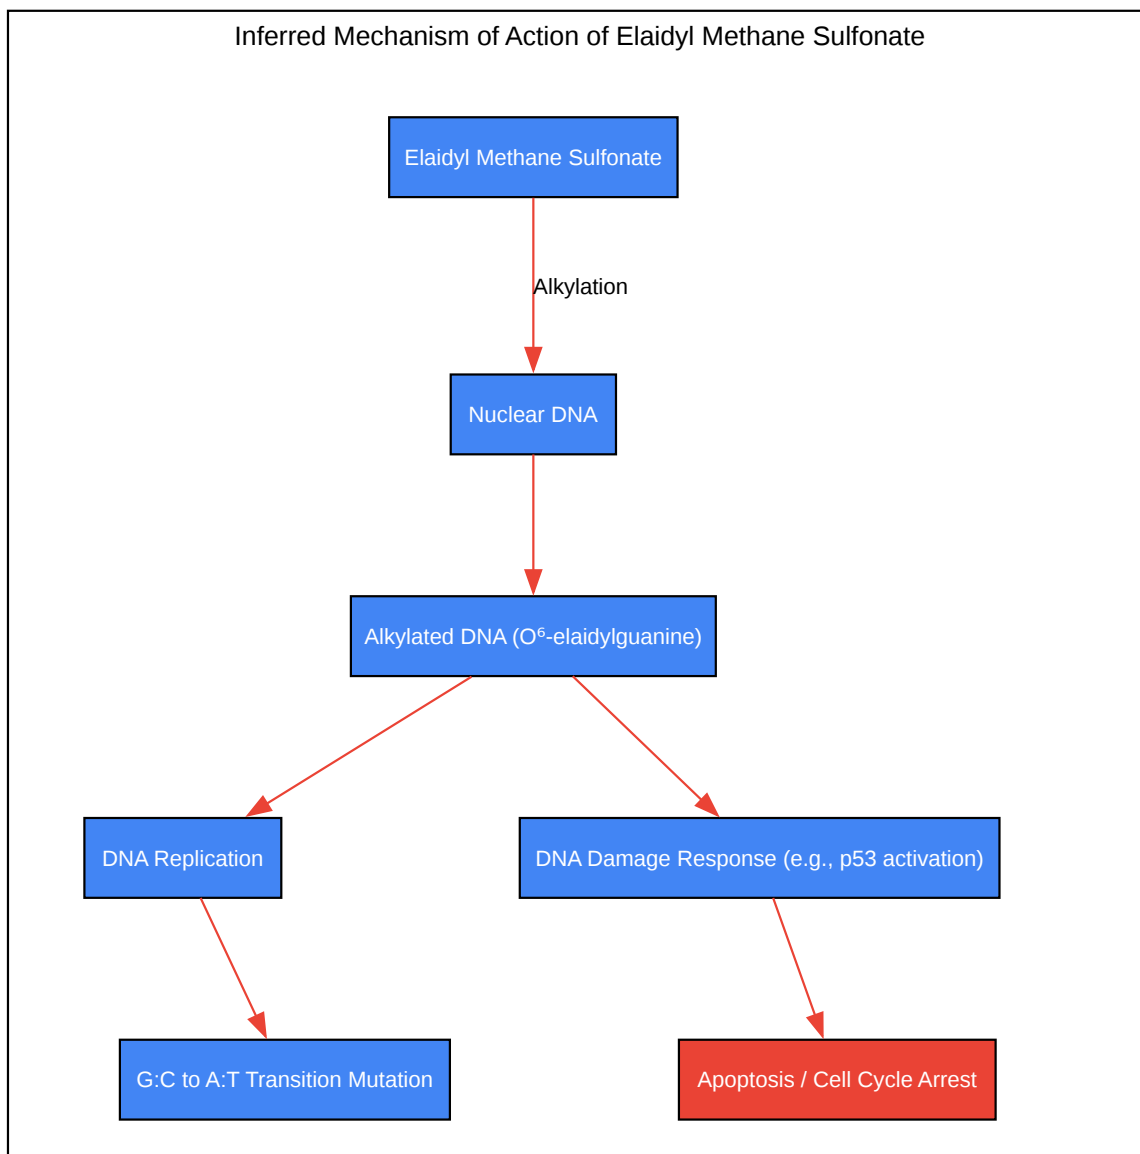 Inferred Mechanism of Action of Elaidyl Methane Sulfonate
Elaidyl Methane Sulfonate
Alkylation
Nuclear DNA
Alkylated DNA (O⁶-elaidylguanine)
DNA Replication
DNA Damage Response (e.g., p53 activation)
G:C to A:T Transition Mutation
Apoptosis / Cell Cycle Arrest